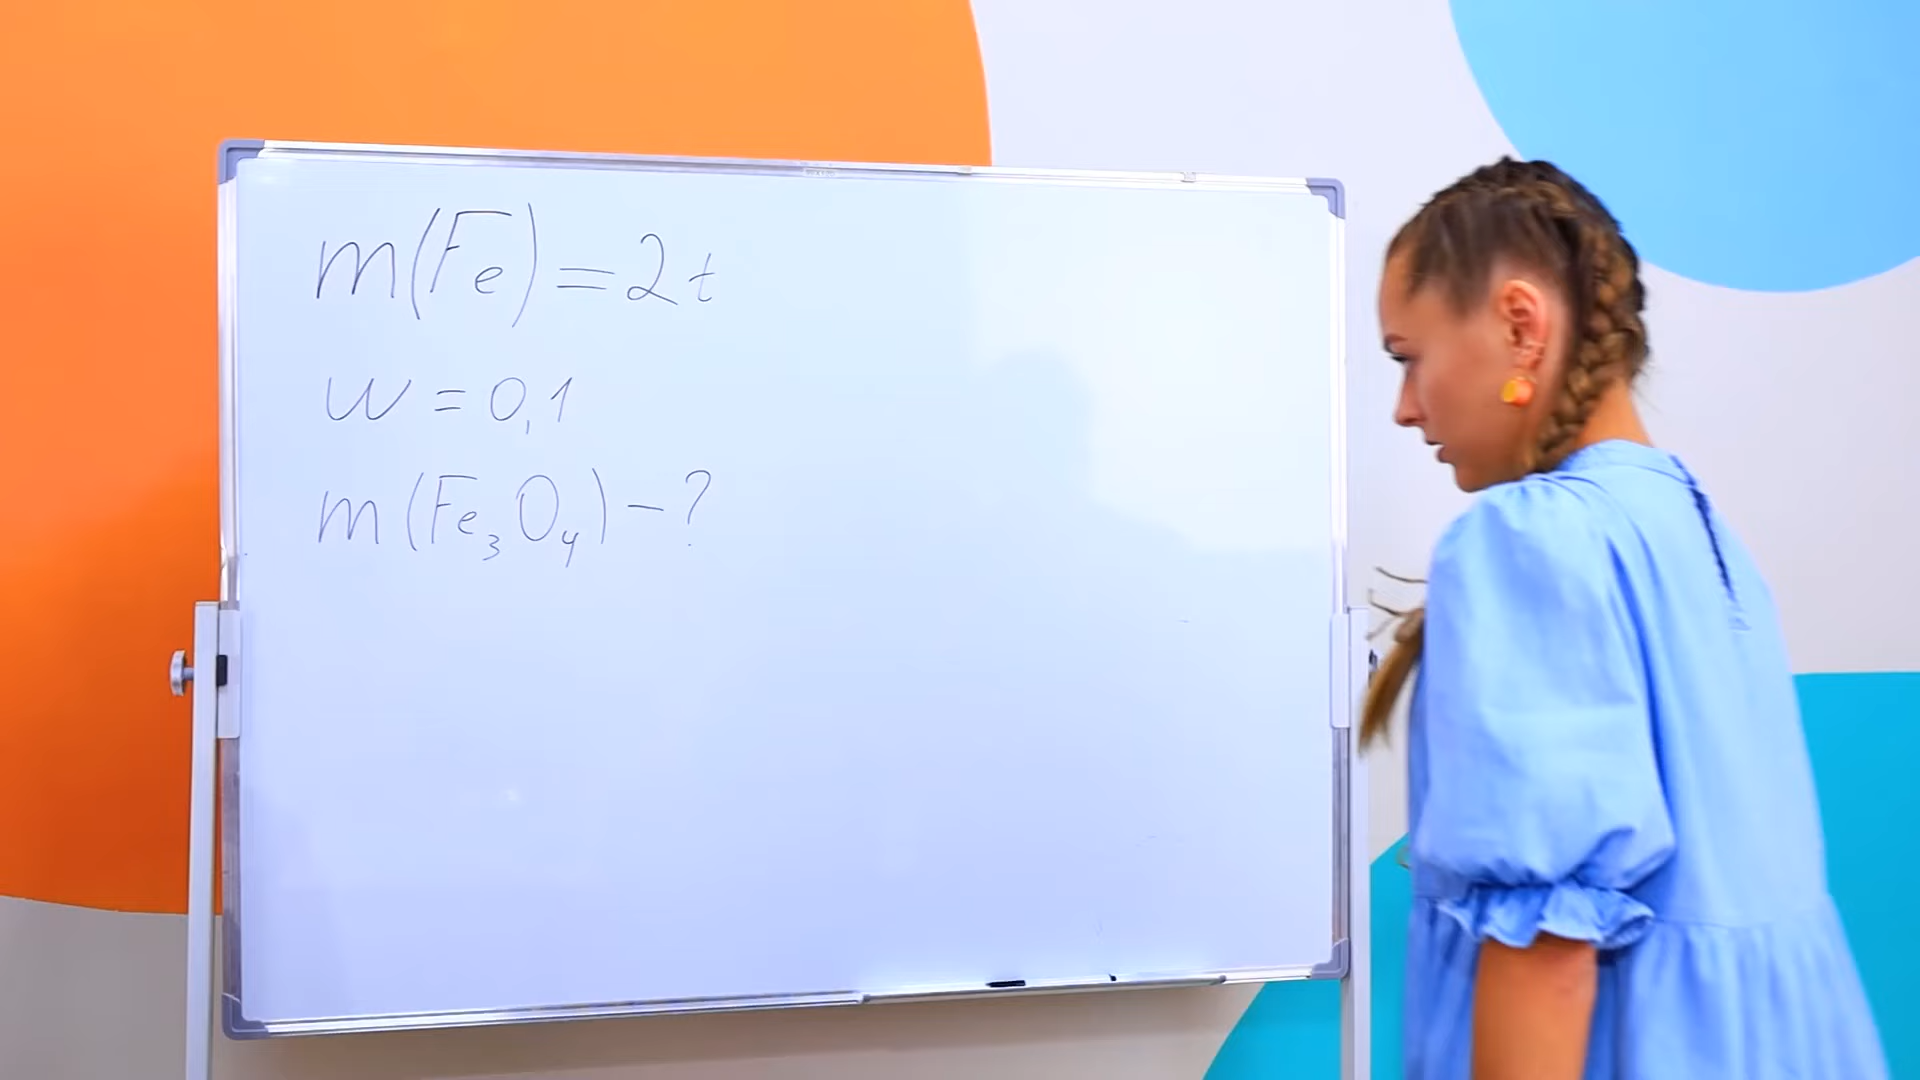 m(Fe) = 2t
w = 0,1
m(Fe₃O₄) - ?